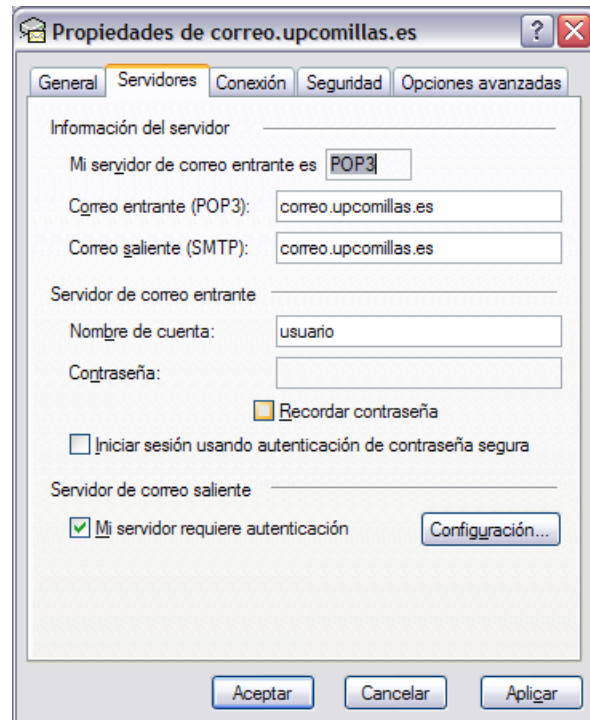 Propiedades de correo.upcomillas.es
General Servidores Conexión Seguridad Opciones avanzadas
Información del servidor
Mi servidor de correo entrante es POP3
Correo entrante (POP3): correo.upcomillas.es
Correo saliente (SMTP): correo.upcomillas.es
Servidor de correo entrante
Nombre de cuenta: usuario
Contraseña:
Recordar contraseña
Iniciar sesión usando autenticación de contraseña segura
Servidor de correo saliente
Mi servidor requiere autenticación Configuración...
Aceptar Cancelar Aplicar